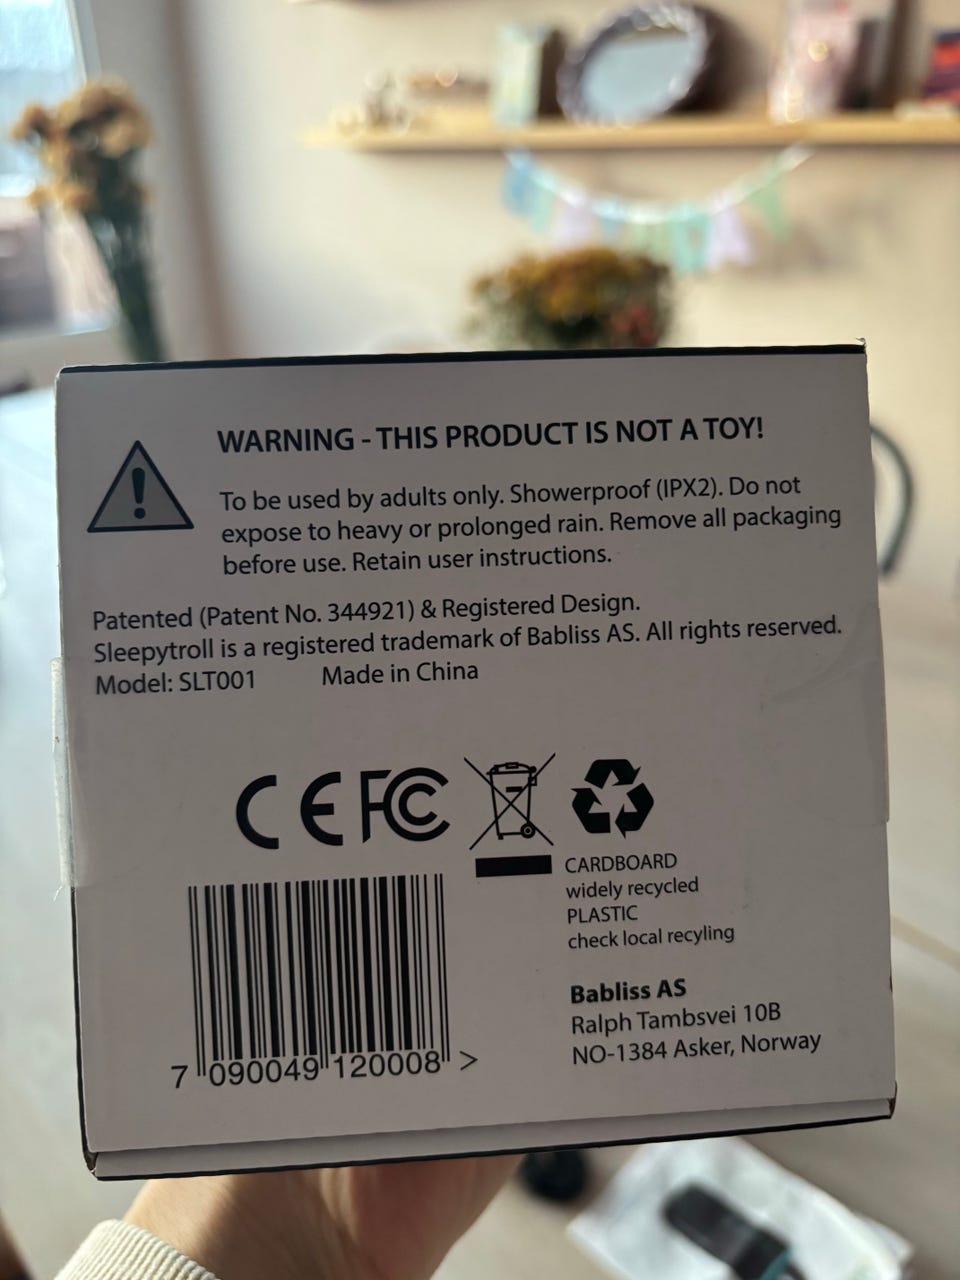 WARNING - THIS PRODUCT IS NOT A TOY!
To be used by adults only. Showerproof (IPX2). Do not
expose to heavy or prolonged rain. Remove all packaging
before use. Retain user instructions.
Patented (Patent No. 344921) & Registered Design.
Sleepytroll is a registered trademark of Babliss AS. All rights reserved.
Model: SLT001 Made in China
CE FC
CARDBOARD
widely recycled
PLASTIC
check local recyling
7 090049 120008 >
Babliss AS
Ralph Tambsvei 10B
NO-1384 Asker, Norway